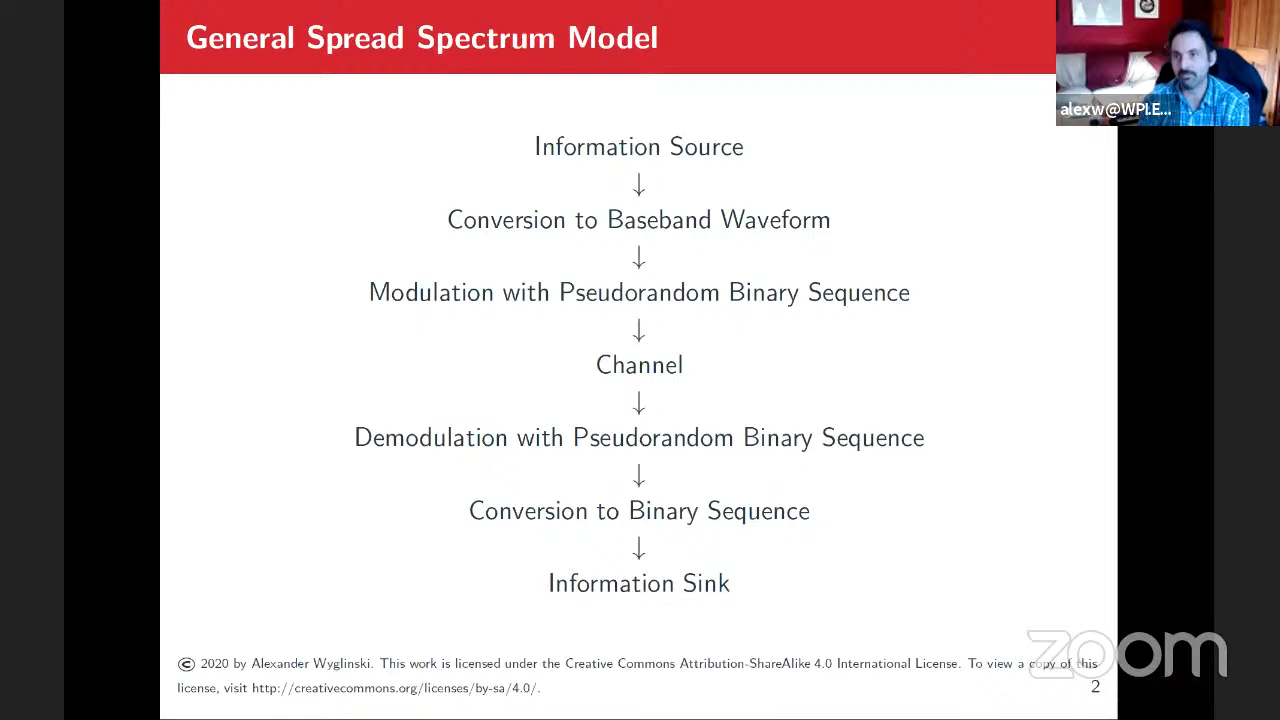 General Spread Spectrum Model
alexw@WPI.E...
Information Source
↓
Conversion to Baseband Waveform
↓
Modulation with Pseudorandom Binary Sequence
↓
Channel
↓
Demodulation with Pseudorandom Binary Sequence
↓
Conversion to Binary Sequence
↓
Information Sink
© 2020 by Alexander Wyglinski. This work is licensed under the Creative Commons Attribution-ShareAlike 4.0 International License. To view a copy of this
license, visit http://creativecommons.org/licenses/by-sa/4.0/.
2
zoom